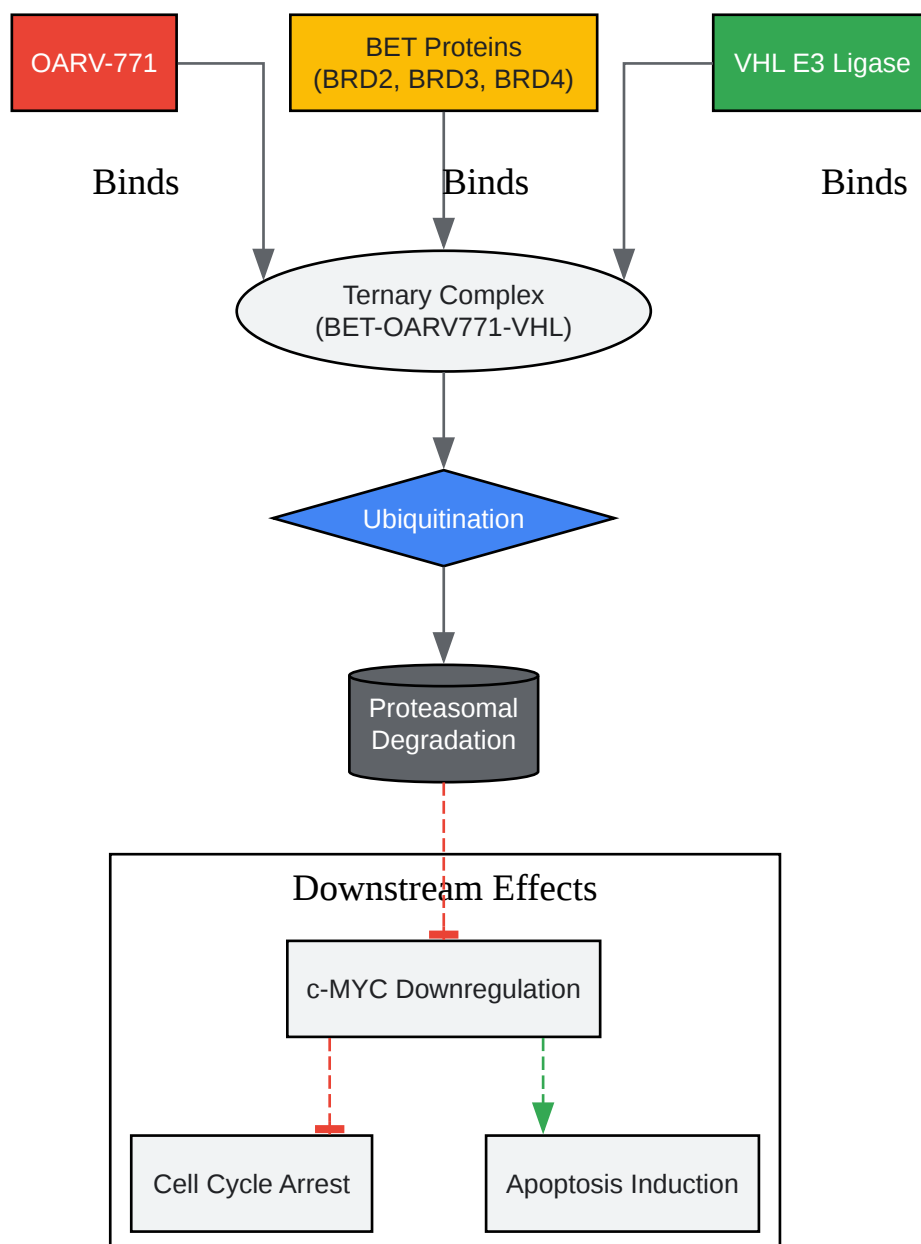 OARV-771
BET Proteins
(BRD2, BRD3, BRD4)
VHL E3 Ligase
Binds
Binds
Binds
Ternary Complex
(BET-OARV771-VHL)
Ubiquitination
Proteasomal
Degradation
Downstream Effects
c-MYC Downregulation
Cell Cycle Arrest
Apoptosis Induction